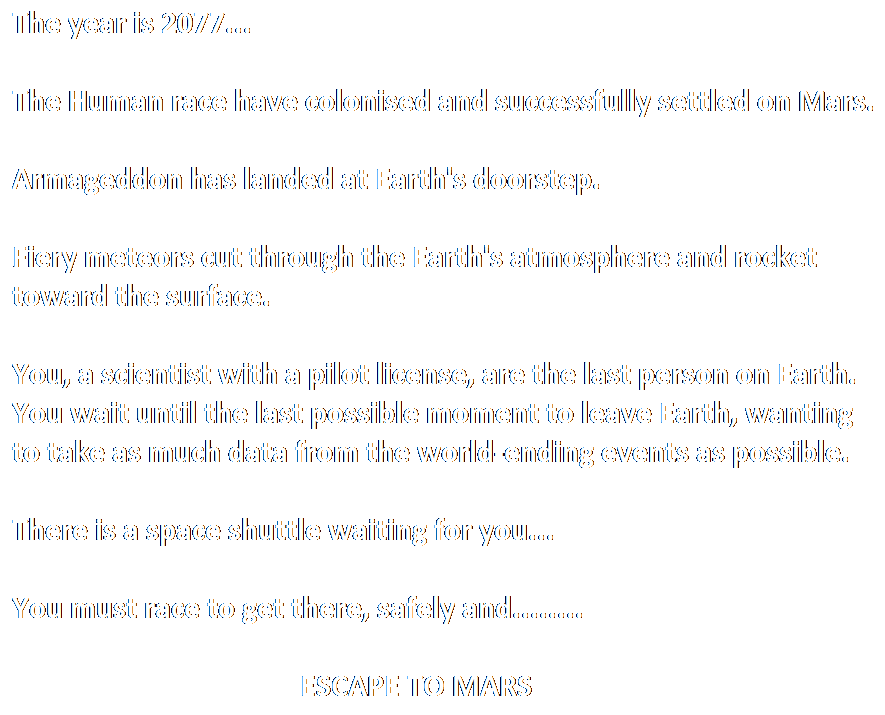 The year is 2077....
The Human race have colonised and successfully settled on Mars.
Armageddon has landed at Earth's doorstep.
Fiery meteors cut through the Earth's atmosphere and rocket
toward the surface.
You, a scientist with a pilot license, are the last person on Earth.
You wait until the last possible moment to leave Earth, wanting
to take as much data from the world-ending events as possible.
There is a space shuttle waiting for you....
You must race to get there, safely and.........
ESCAPE TO MARS